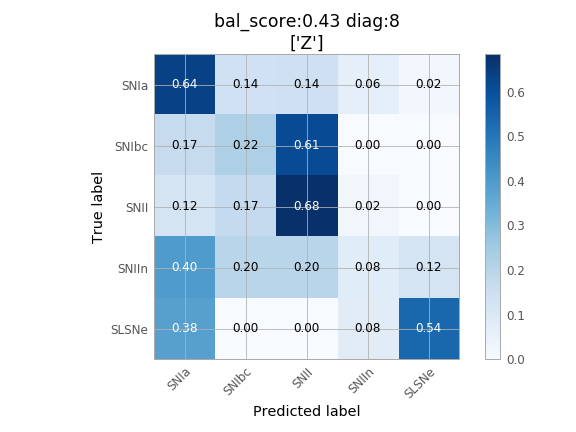 bal_score:0.43 diag:8
['Z']
True label
SNIa 0.64 0.14 0.14 0.06 0.02
SNIbc 0.17 0.22 0.61 0.00 0.00
SNII 0.12 0.17 0.68 0.02 0.00
SNIIn 0.40 0.20 0.20 0.08 0.12
SLSNe 0.38 0.00 0.00 0.08 0.54
SNIa SNIbc SNII SNIIn SLSNe
Predicted label
0.6
0.5
0.4
0.3
0.2
0.1
0.0